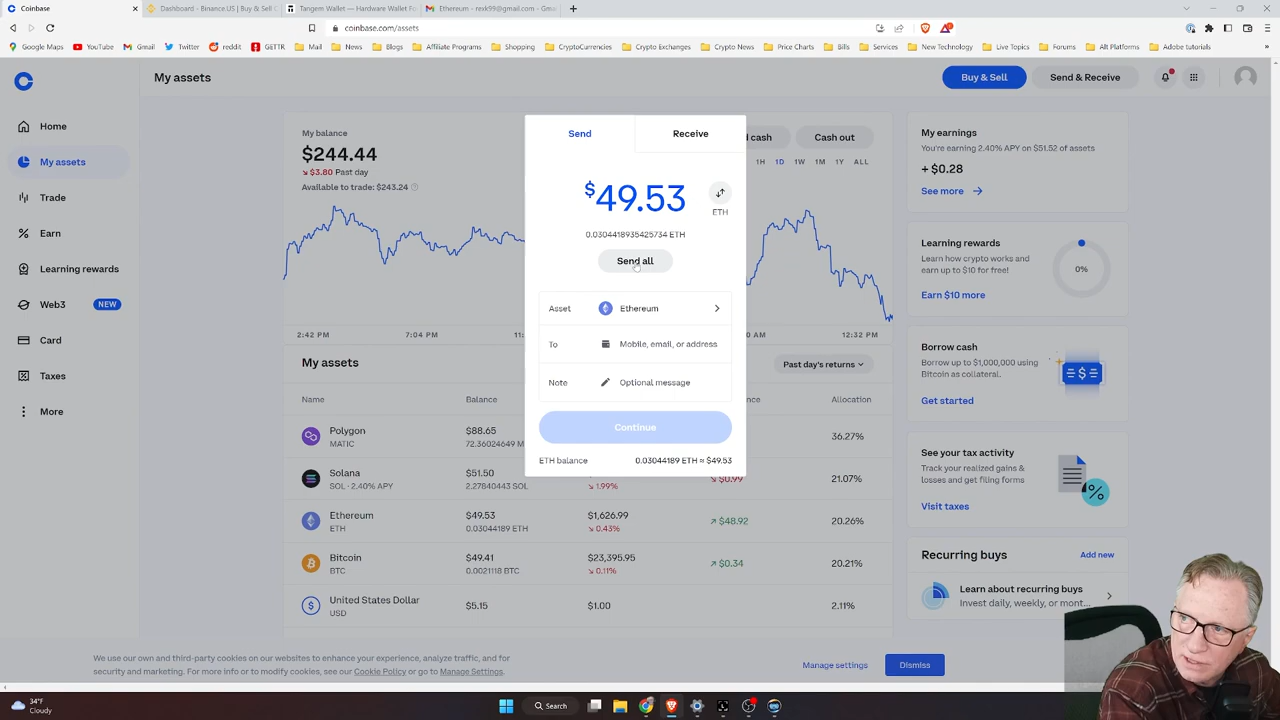 Coinbase
Dashboard - Binance.US | Buy & Sell C
Tangem Wallet — Hardware Wallet Fo
Ethereum - rexk99@gmail.com - Gma
coinbase.com/assets
Google Maps
YouTube
Gmail
Twitter
reddit
GETTR
Mail
News
Blogs
Affiliate Programs
Shopping
CryptoCurrencies
Crypto Exchanges
Crypto News
Price Charts
Bills
Services
New Technology
Live Topics
Forums
Alt Platforms
Adobe tutorials
My assets
Buy & Sell
Send & Receive
Home
My assets
Trade
Earn
Learning rewards
Web3
NEW
Card
Taxes
More
My balance
$244.44
↘ $3.80 Past day
Available to trade: $243.24
cash
Cash out
1H
1D
1W
1M
1Y
ALL
2:42 PM
7:04 PM
11:
AM
12:32 PM
Send
Receive
$49.53
ETH
0.0304418935425734 ETH
Send all
Asset
Ethereum
To
Mobile, email, or address
Note
Optional message
Continue
ETH balance
0.03044189 ETH ≈ $49.53
My assets
Past day's returns
Name
Balance
Allocation
Polygon
MATIC
$88.65
72.36024649 M
36.27%
Solana
SOL - 2.40% APY
$51.50
2.27840443 SOL
↘ 1.99%
↘ $0.99
21.07%
Ethereum
ETH
$49.53
0.03044189 ETH
$1,626.99
↘ 0.43%
↗ $48.92
20.26%
Bitcoin
BTC
$49.41
0.0021118 BTC
$23,395.95
↘ 0.11%
↗ $0.34
20.21%
United States Dollar
USD
$5.15
$1.00
2.11%
My earnings
You're earning 2.40% APY on $51.52 of assets
+ $0.28
See more
Learning rewards
Learn how crypto works and
earn up to $10 for free!
0%
Earn $10 more
Borrow cash
Borrow up to $1,000,000 using
Bitcoin as collateral.
Get started
See your tax activity
Track your realized gains &
losses and get filing forms
Visit taxes
Recurring buys
Add new
Learn about recurring buys
Invest daily, weekly, or mont...
We use our own and third-party cookies on our websites to enhance your experience, analyze traffic, and for
security and marketing. For more info or to modify cookies, see our Cookie Policy or go to Manage Settings.
Manage settings
Dismiss
34°F
Cloudy
Search